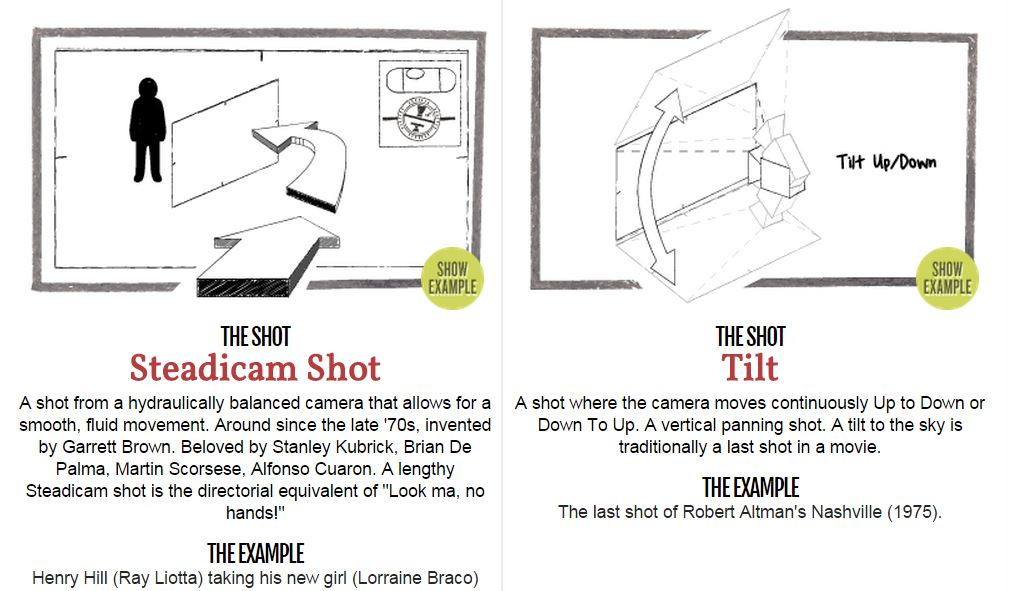 SHOW
EXAMPLE
THE SHOT
Steadicam Shot
A shot from a hydraulically balanced camera that allows for a
smooth, fluid movement. Around since the late '70s, invented
by Garrett Brown. Beloved by Stanley Kubrick, Brian De
Palma, Martin Scorsese, Alfonso Cuaron. A lengthy
Steadicam shot is the directorial equivalent of "Look ma, no
hands!"
THE EXAMPLE
Henry Hill (Ray Liotta) taking his new girl (Lorraine Braco)
Tilt Up/Down
SHOW
EXAMPLE
THE SHOT
Tilt
A shot where the camera moves continuously Up to Down or
Down To Up. A vertical panning shot. A tilt to the sky is
traditionally a last shot in a movie.
THE EXAMPLE
The last shot of Robert Altman's Nashville (1975).